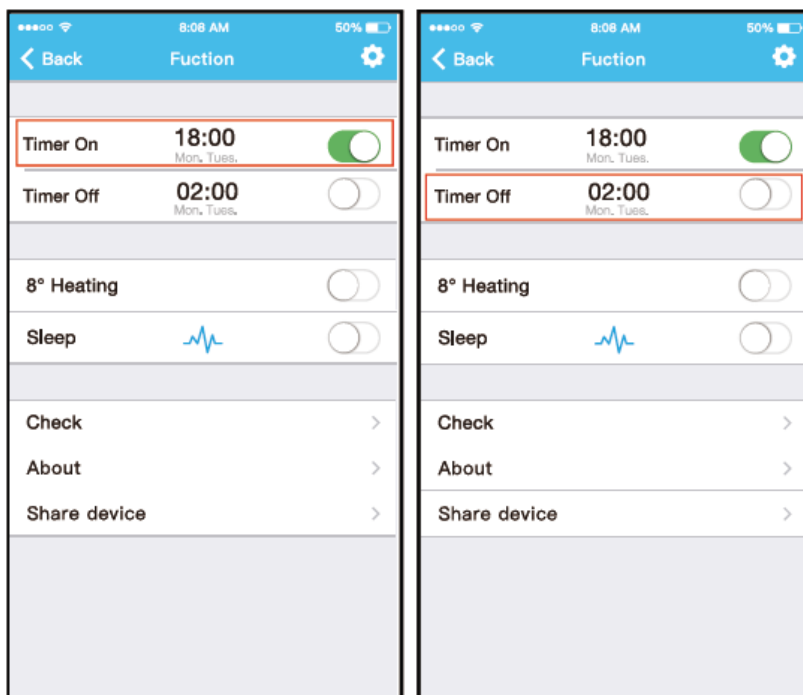 8:08 AM 50%
Back Fuction
Timer On 18:00
Mon. Tues.
Timer Off 02:00
Mon. Tues.
8° Heating
Sleep
Check
About
Share device
8:08 AM 50%
Back Fuction
Timer On 18:00
Mon. Tues.
Timer Off 02:00
Mon. Tues.
8° Heating
Sleep
Check
About
Share device